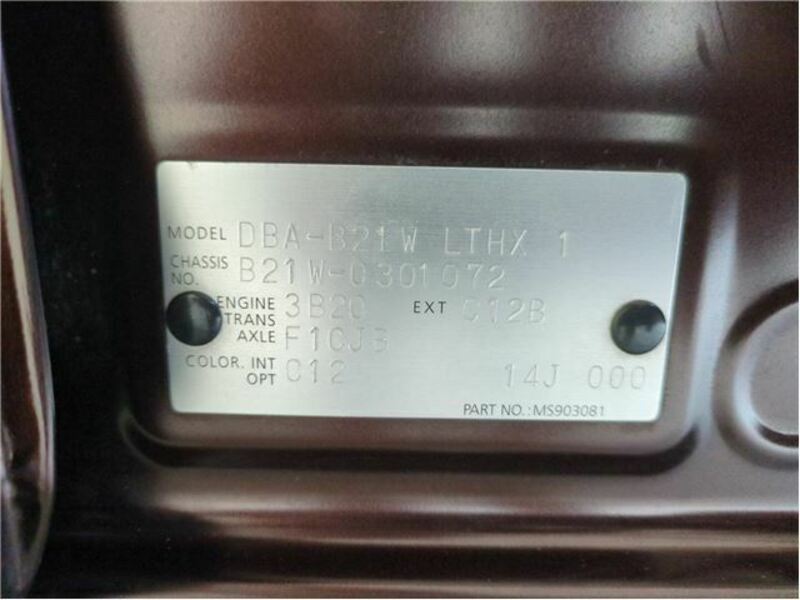 MODEL DBA-B21W LTHX 1
CHASSIS NO. B21W-0301072
ENGINE 3B20 EXT C12B
TRANS AXLE F1CJB
COLOR. INT OPT C12 14J 000
PART NO.: MS903081